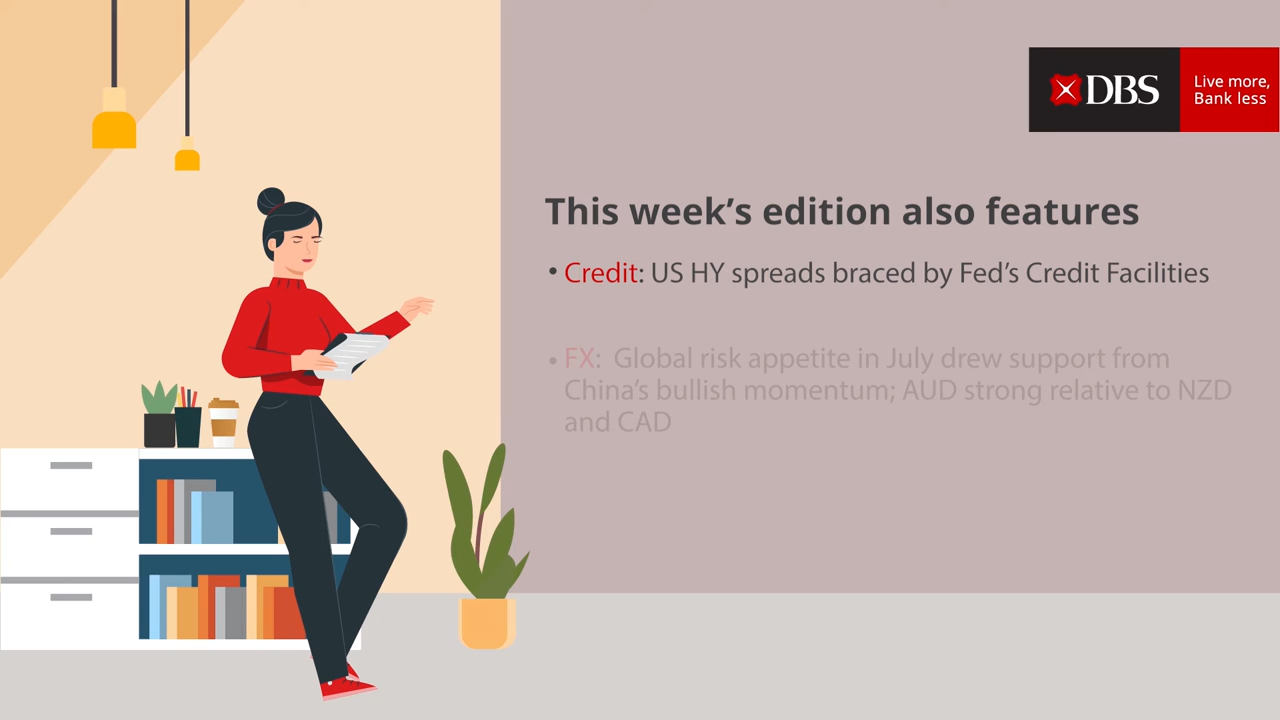 DBS
Live more,
Bank less
This week’s edition also features
• Credit: US HY spreads braced by Fed’s Credit Facilities
• FX: Global risk appetite in July drew support from
China’s bullish momentum; AUD strong relative to NZD
and CAD